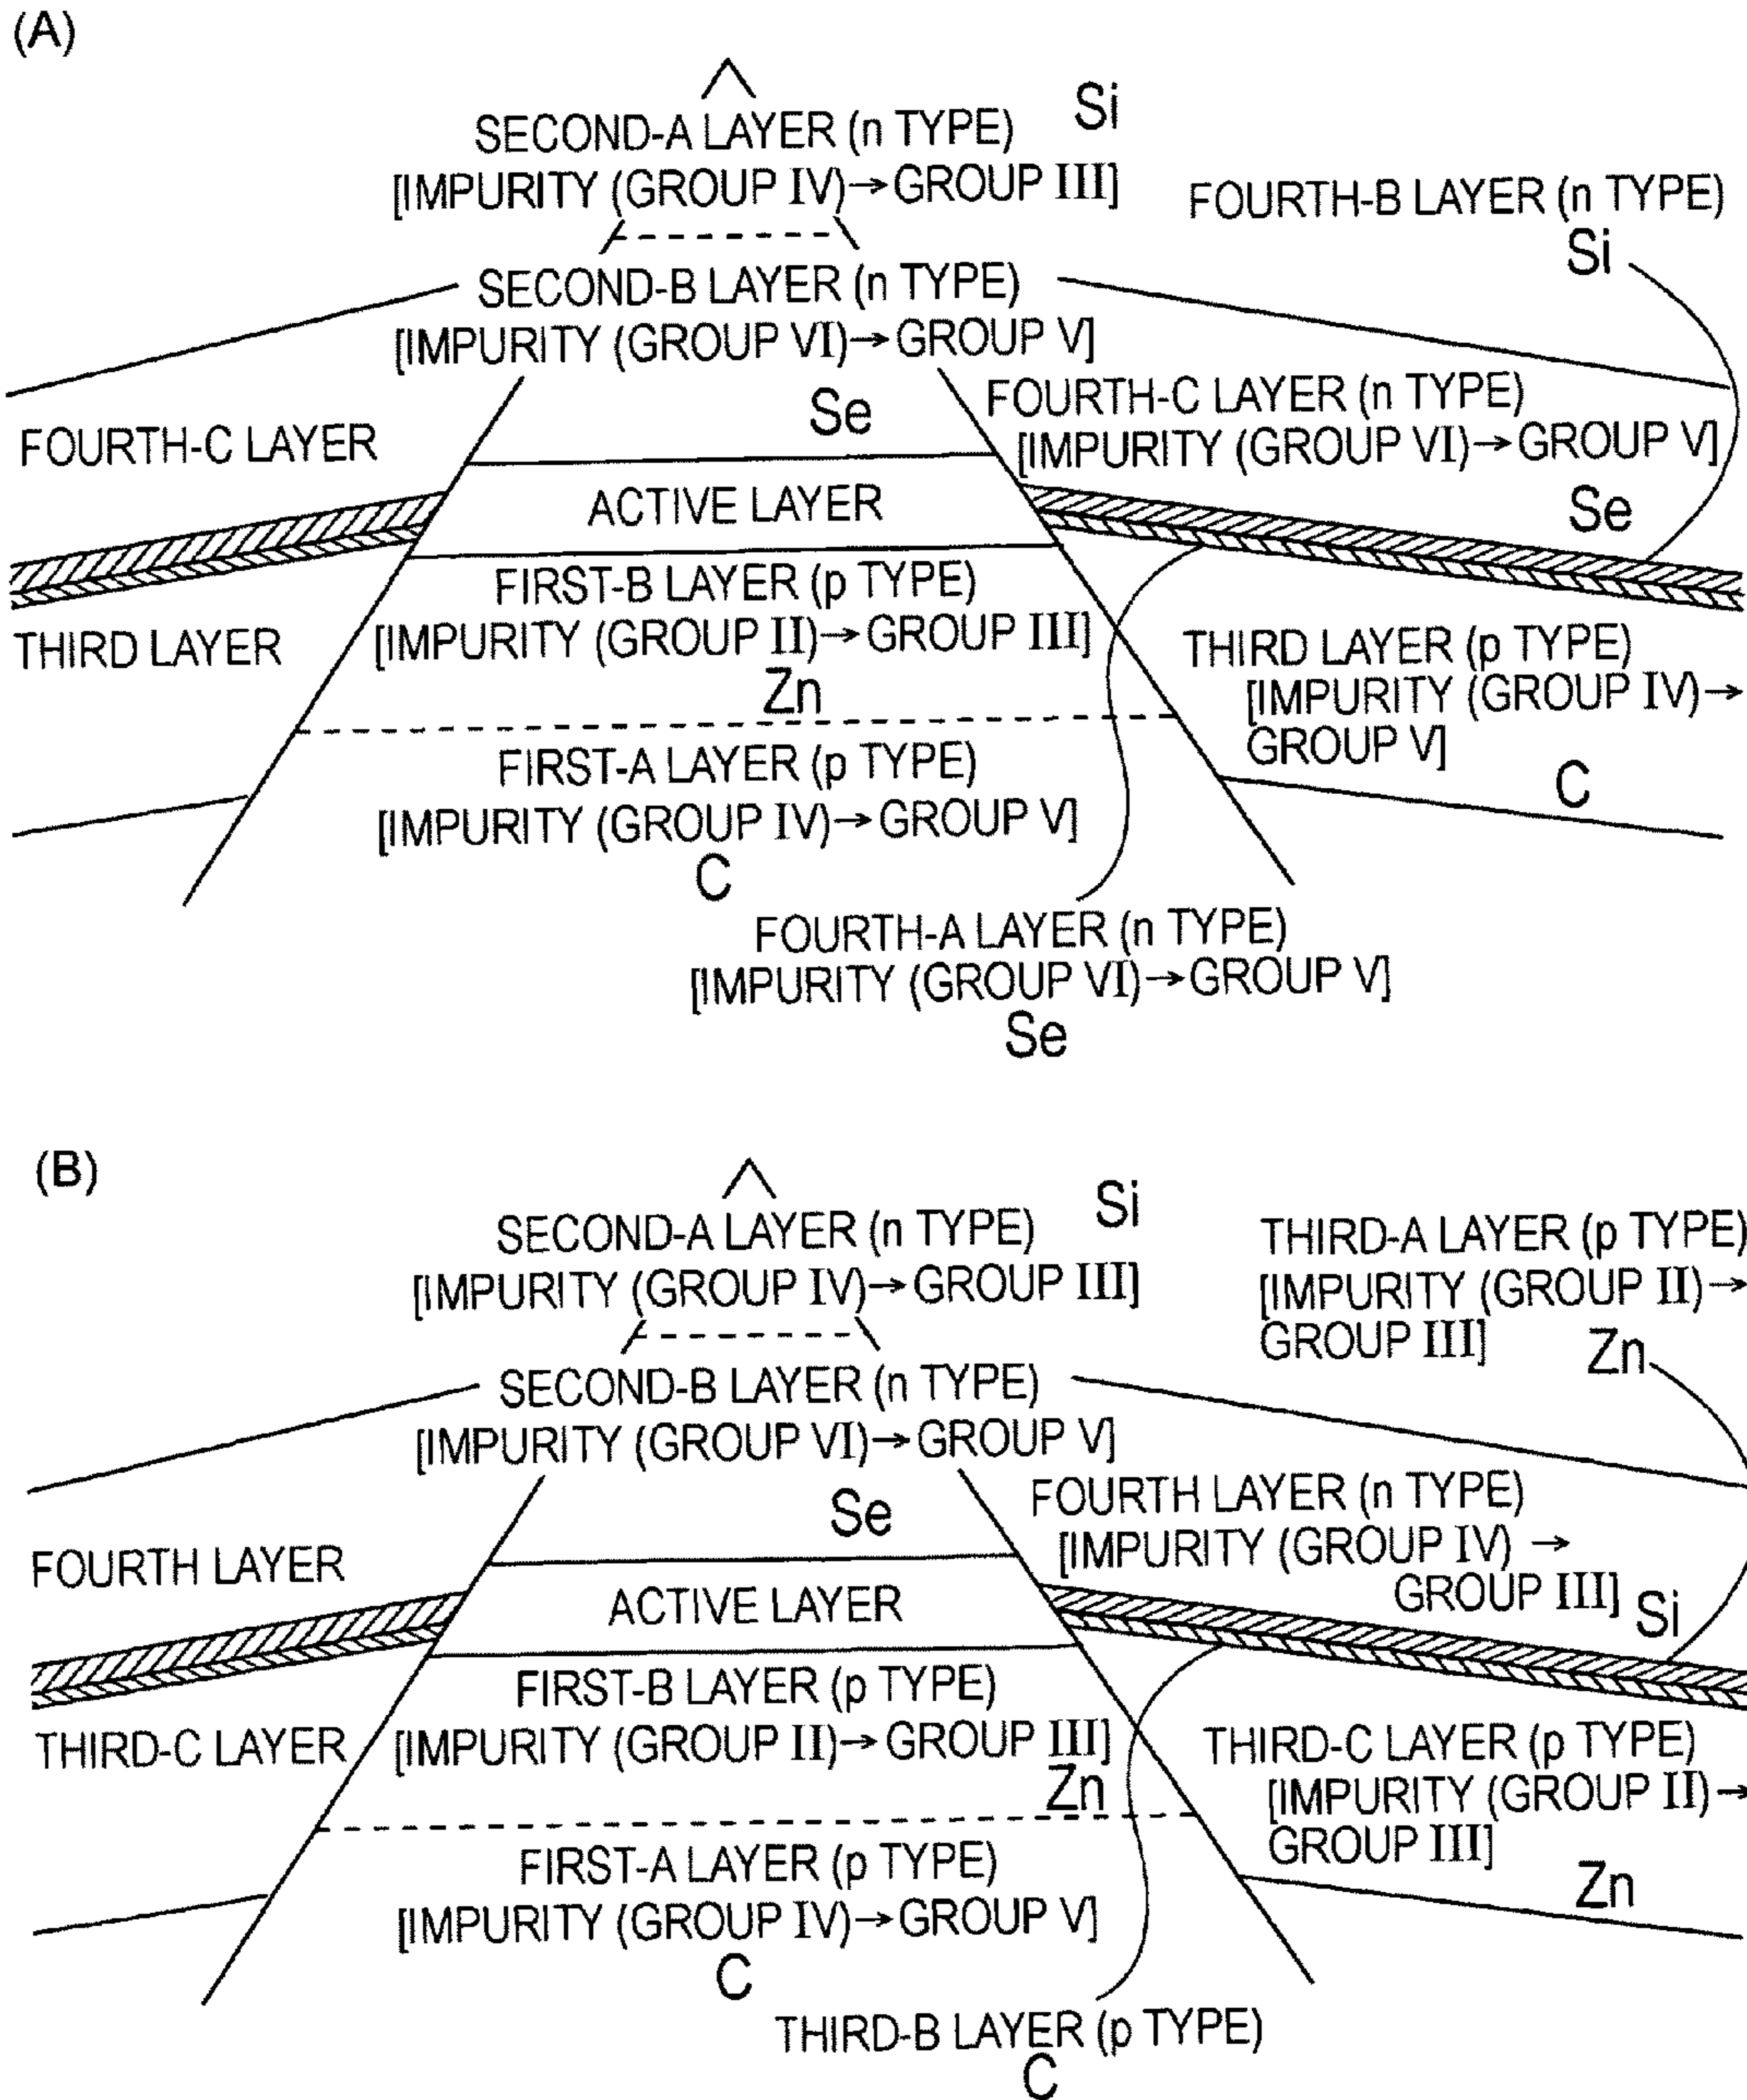 (A)
SECOND-A LAYER (n TYPE) Si
[IMPURITY (GROUP IV)→GROUP III]
FOURTH-B LAYER (n TYPE)
Si
SECOND-B LAYER (n TYPE)
[IMPURITY (GROUP VI)→GROUP V]
Se
FOURTH-C LAYER (n TYPE)
[IMPURITY (GROUP VI)→GROUP V]
Se
FOURTH-C LAYER
ACTIVE LAYER
FIRST-B LAYER (p TYPE)
[IMPURITY (GROUP II)→GROUP III]
Zn
THIRD LAYER
THIRD LAYER (p TYPE)
[IMPURITY (GROUP IV)→
GROUP V]
C
FIRST-A LAYER (p TYPE)
[IMPURITY (GROUP IV)→GROUP V]
C
FOURTH-A LAYER (n TYPE)
[IMPURITY (GROUP VI)→GROUP V]
Se
(B)
SECOND-A LAYER (n TYPE) Si
[IMPURITY (GROUP IV)→GROUP III]
THIRD-A LAYER (p TYPE)
[IMPURITY (GROUP II)→
GROUP III]
Zn
SECOND-B LAYER (n TYPE)
[IMPURITY (GROUP VI)→GROUP V]
Se
FOURTH LAYER (n TYPE)
[IMPURITY (GROUP IV) →
GROUP III]
Si
FOURTH LAYER
ACTIVE LAYER
FIRST-B LAYER (p TYPE)
[IMPURITY (GROUP II)→GROUP III]
Zn
THIRD-C LAYER
THIRD-C LAYER (p TYPE)
[IMPURITY (GROUP II)→
GROUP III]
Zn
FIRST-A LAYER (p TYPE)
[IMPURITY (GROUP IV)→GROUP V]
C
THIRD-B LAYER (p TYPE)
C